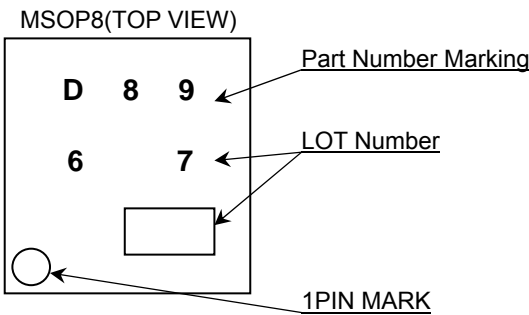 MSOP8(TOP VIEW)
D 8 9
Part Number Marking
6 7
LOT Number
1PIN MARK